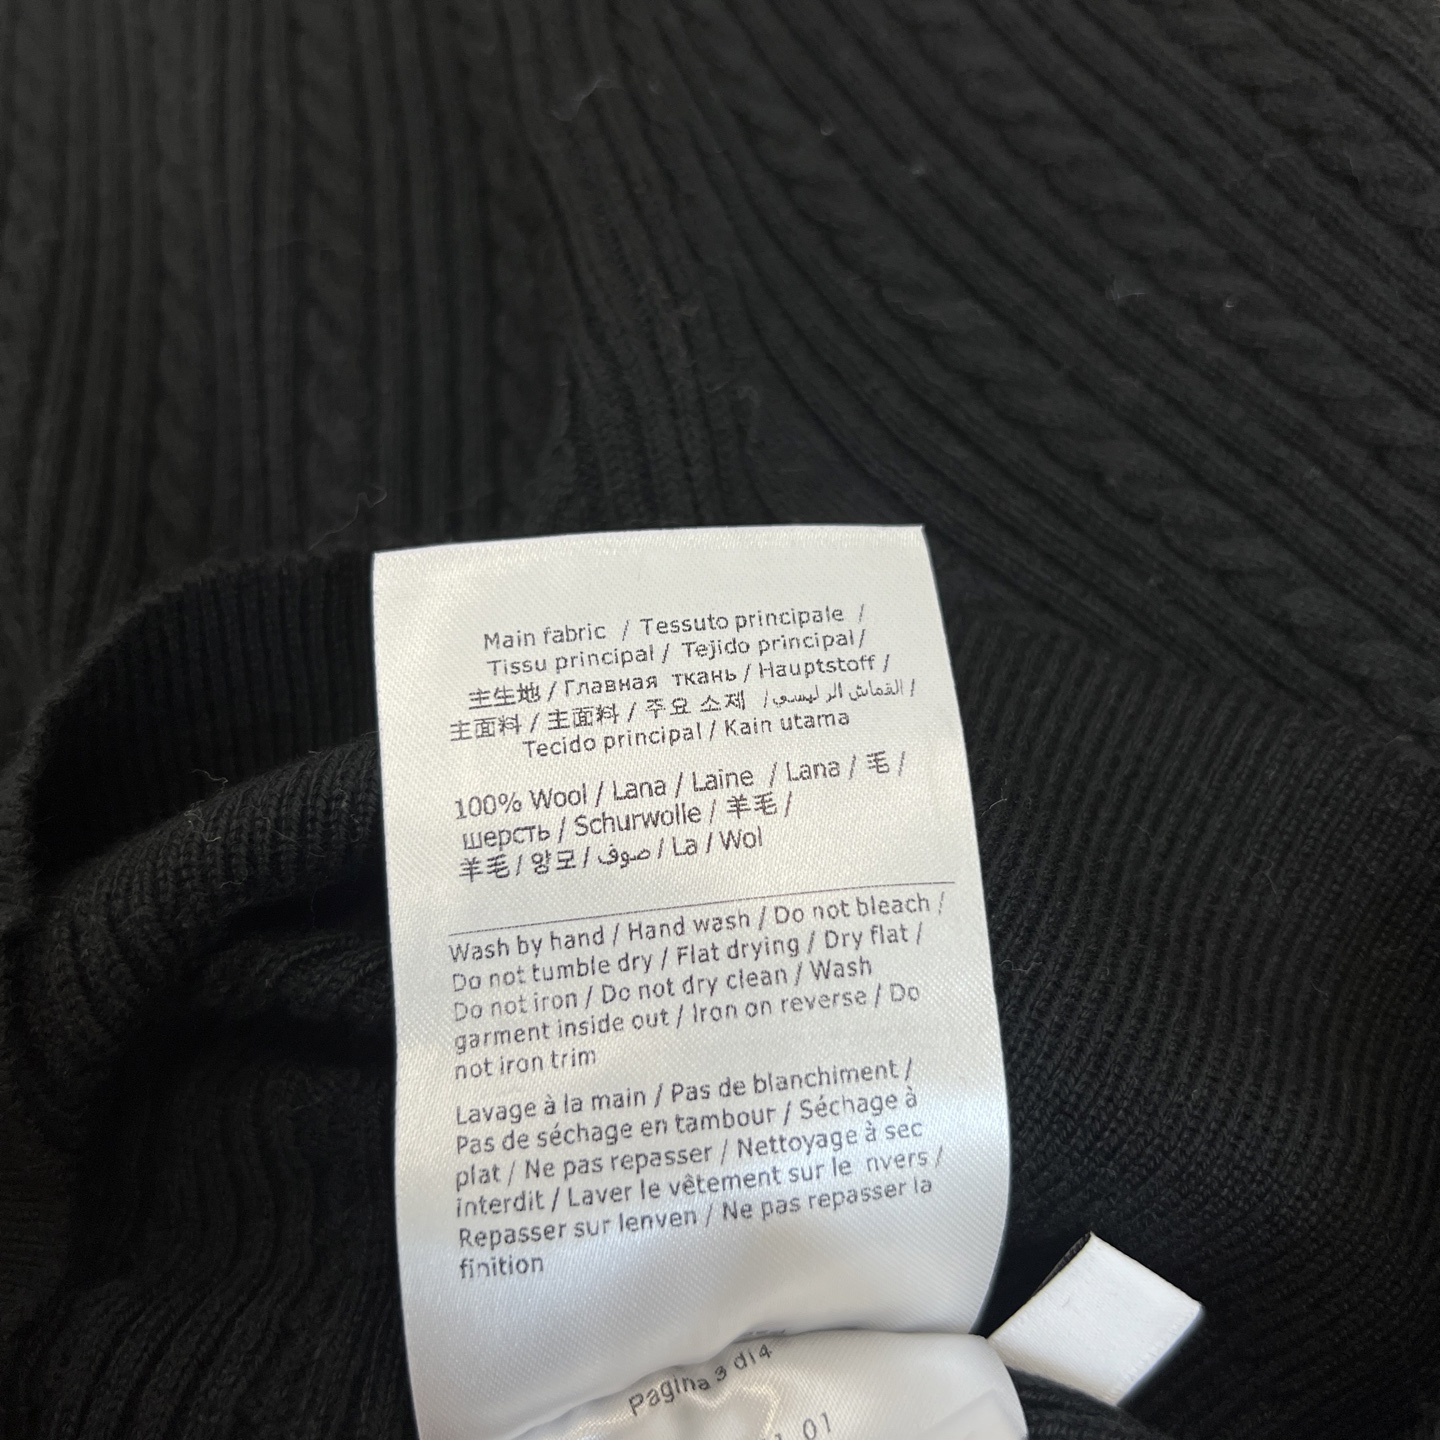 Main fabric / Tessuto principale /
Tissu principal / Tejido principal/
主生地 / Главная ткань / Hauptstoff /
主面料 / 主面料 / 주요 소재 / القماش الرئيسي /
Tecido principal / Kain utama
100% Wool / Lana / Laine / Lana / 毛 /
шерсть / Schurwolle / 羊毛 /
羊毛 / 양모 / صوف / La / Wol
Wash by hand / Hand wash / Do not bleach /
Do not tumble dry / Flat drying / Dry flat /
Do not iron / Do not dry clean / Wash
garment inside out / Iron on reverse / Do
not iron trim
Lavage à la main / Pas de blanchiment /
Pas de séchage en tambour / Séchage à
plat / Ne pas repasser / Nettoyage à sec
interdit / Laver le vêtement sur le nvers /
Repasser sur lenven / Ne pas repasser la
finition
Pagina 3 di 4
01